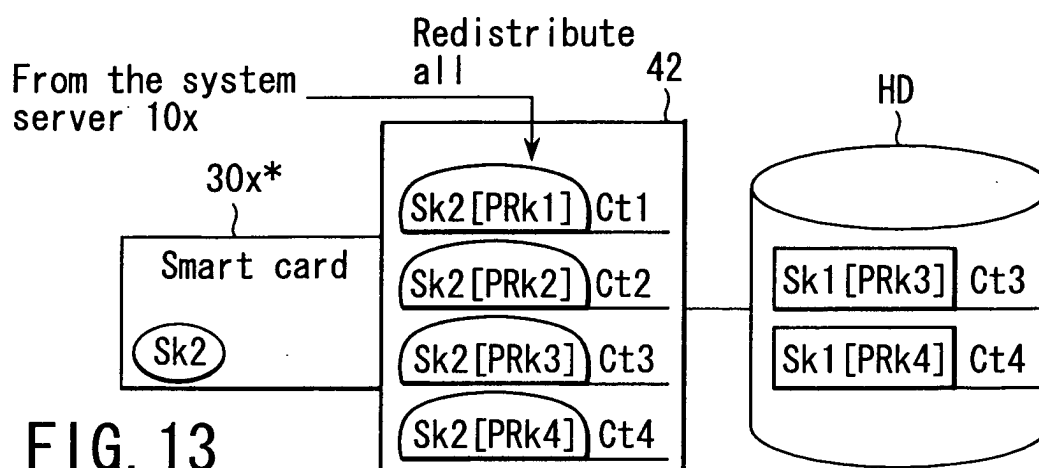 Redistribute
all
From the system
server 10x
42
HD
30x*
Smart card
Sk2
Sk2[PRk1] Ct1
Sk2[PRk2] Ct2
Sk2[PRk3] Ct3
Sk2[PRk4] Ct4
Sk1[PRk3] Ct3
Sk1[PRk4] Ct4
FIG. 13